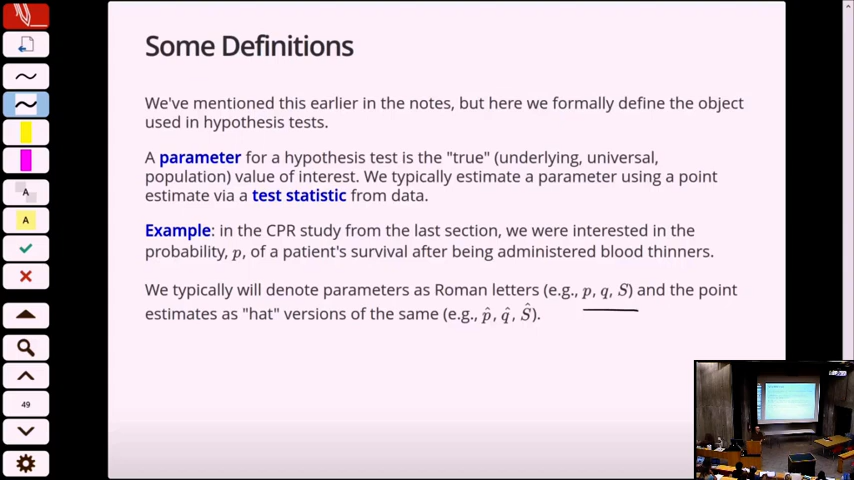 Some Definitions
We've mentioned this earlier in the notes, but here we formally define the object
used in hypothesis tests.
A parameter for a hypothesis test is the "true" (underlying, universal,
population) value of interest. We typically estimate a parameter using a point
estimate via a test statistic from data.
Example: in the CPR study from the last section, we were interested in the
probability, p, of a patient's survival after being administered blood thinners.
We typically will denote parameters as Roman letters (e.g., p, q, S) and the point
estimates as "hat" versions of the same (e.g., p̂, q̂, Ŝ).
A
A
49